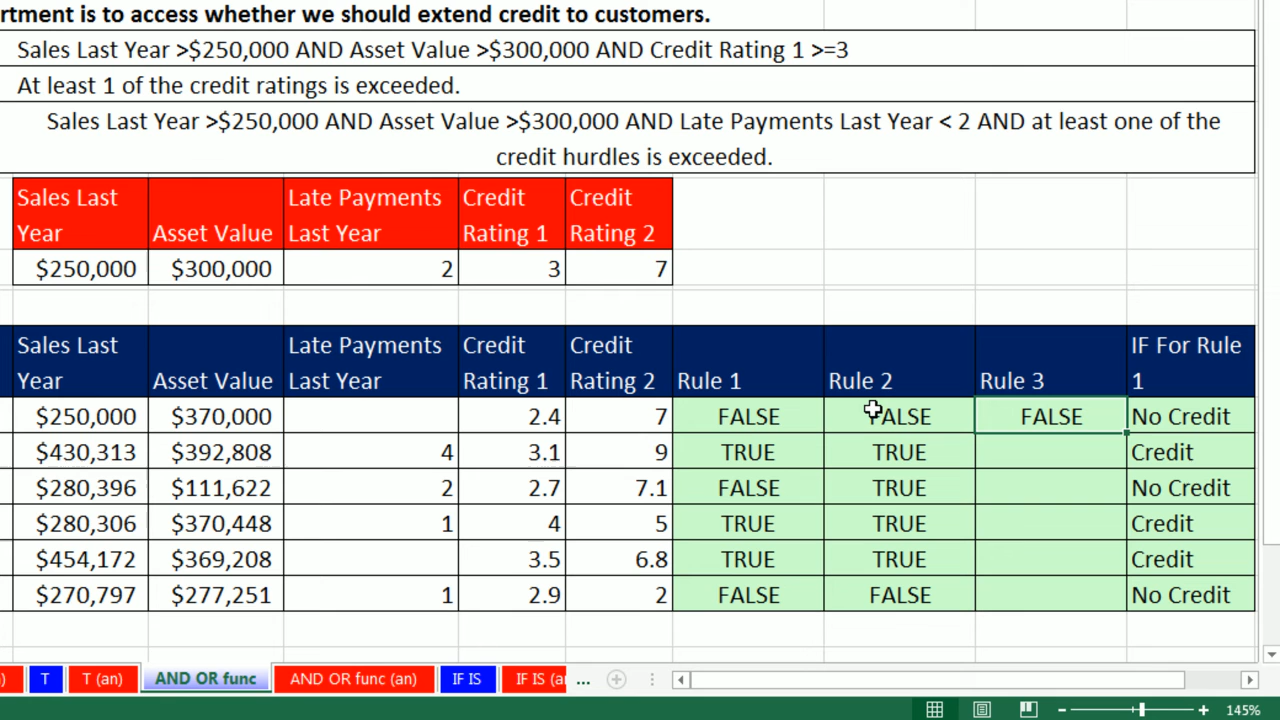 rtment is to access whether we should extend credit to customers.
Sales Last Year >$250,000 AND Asset Value >$300,000 AND Credit Rating 1 >=3
At least 1 of the credit ratings is exceeded.
Sales Last Year >$250,000 AND Asset Value >$300,000 AND Late Payments Last Year < 2 AND at least one of the
credit hurdles is exceeded.
Sales Last Year Asset Value Late Payments Last Year Credit Rating 1 Credit Rating 2
$250,000 $300,000 2 3 7
Sales Last Year Asset Value Late Payments Last Year Credit Rating 1 Credit Rating 2 Rule 1 Rule 2 Rule 3 IF For Rule 1
$250,000 $370,000 2.4 7 FALSE FALSE FALSE No Credit
$430,313 $392,808 4 3.1 9 TRUE TRUE Credit
$280,396 $111,622 2 2.7 7.1 FALSE TRUE No Credit
$280,306 $370,448 1 4 5 TRUE TRUE Credit
$454,172 $369,208 3.5 6.8 TRUE TRUE Credit
$270,797 $277,251 1 2.9 2 FALSE FALSE No Credit
) T T (an) AND OR func AND OR func (an) IF IS IF IS (an ...
145%